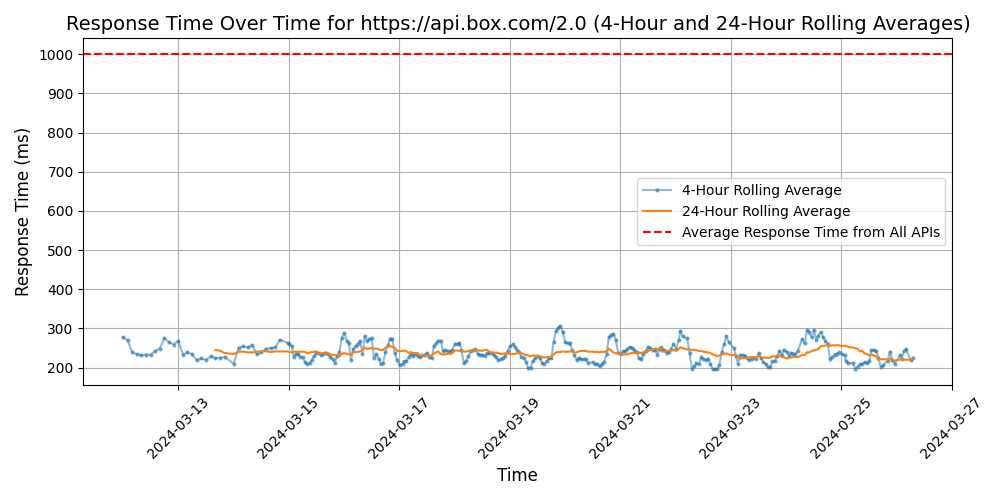 Response Time Over Time for https://api.box.com/2.0 (4-Hour and 24-Hour Rolling Averages)
Response Time (ms)
1000
900
800
700
600
500
400
300
200
4-Hour Rolling Average
24-Hour Rolling Average
Average Response Time from All APIs
2024-03-13
2024-03-15
2024-03-17
2024-03-19
2024-03-21
2024-03-23
2024-03-25
2024-03-27
Time